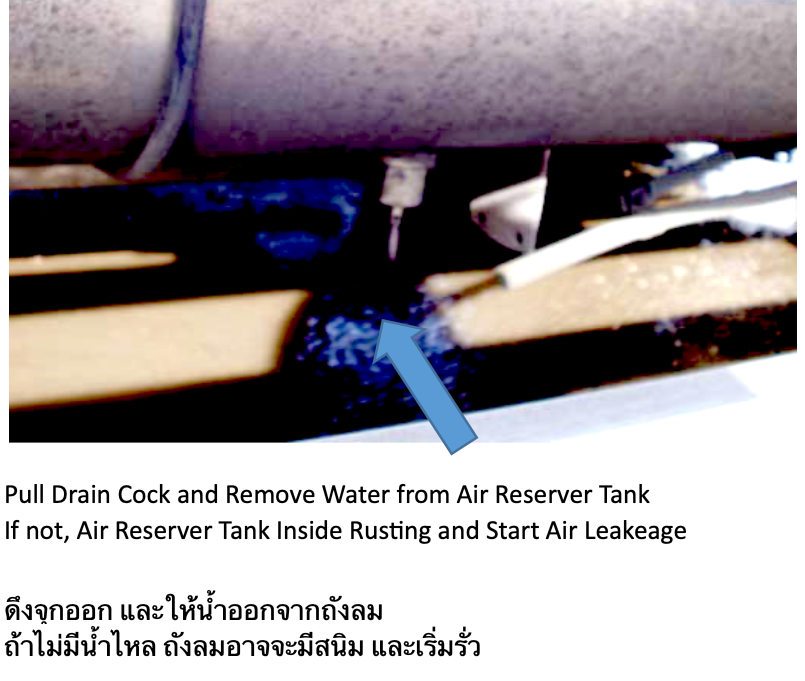 Pull Drain Cock and Remove Water from Air Reserver Tank
If not, Air Reserver Tank Inside Rusting and Start Air Leakeage
ดึงจุกออก และให้น้ำออกจากถังลม
ถ้าไม่มีน้ำไหล ถังลมอาจจะมีสนิม และเริ่มรั่ว